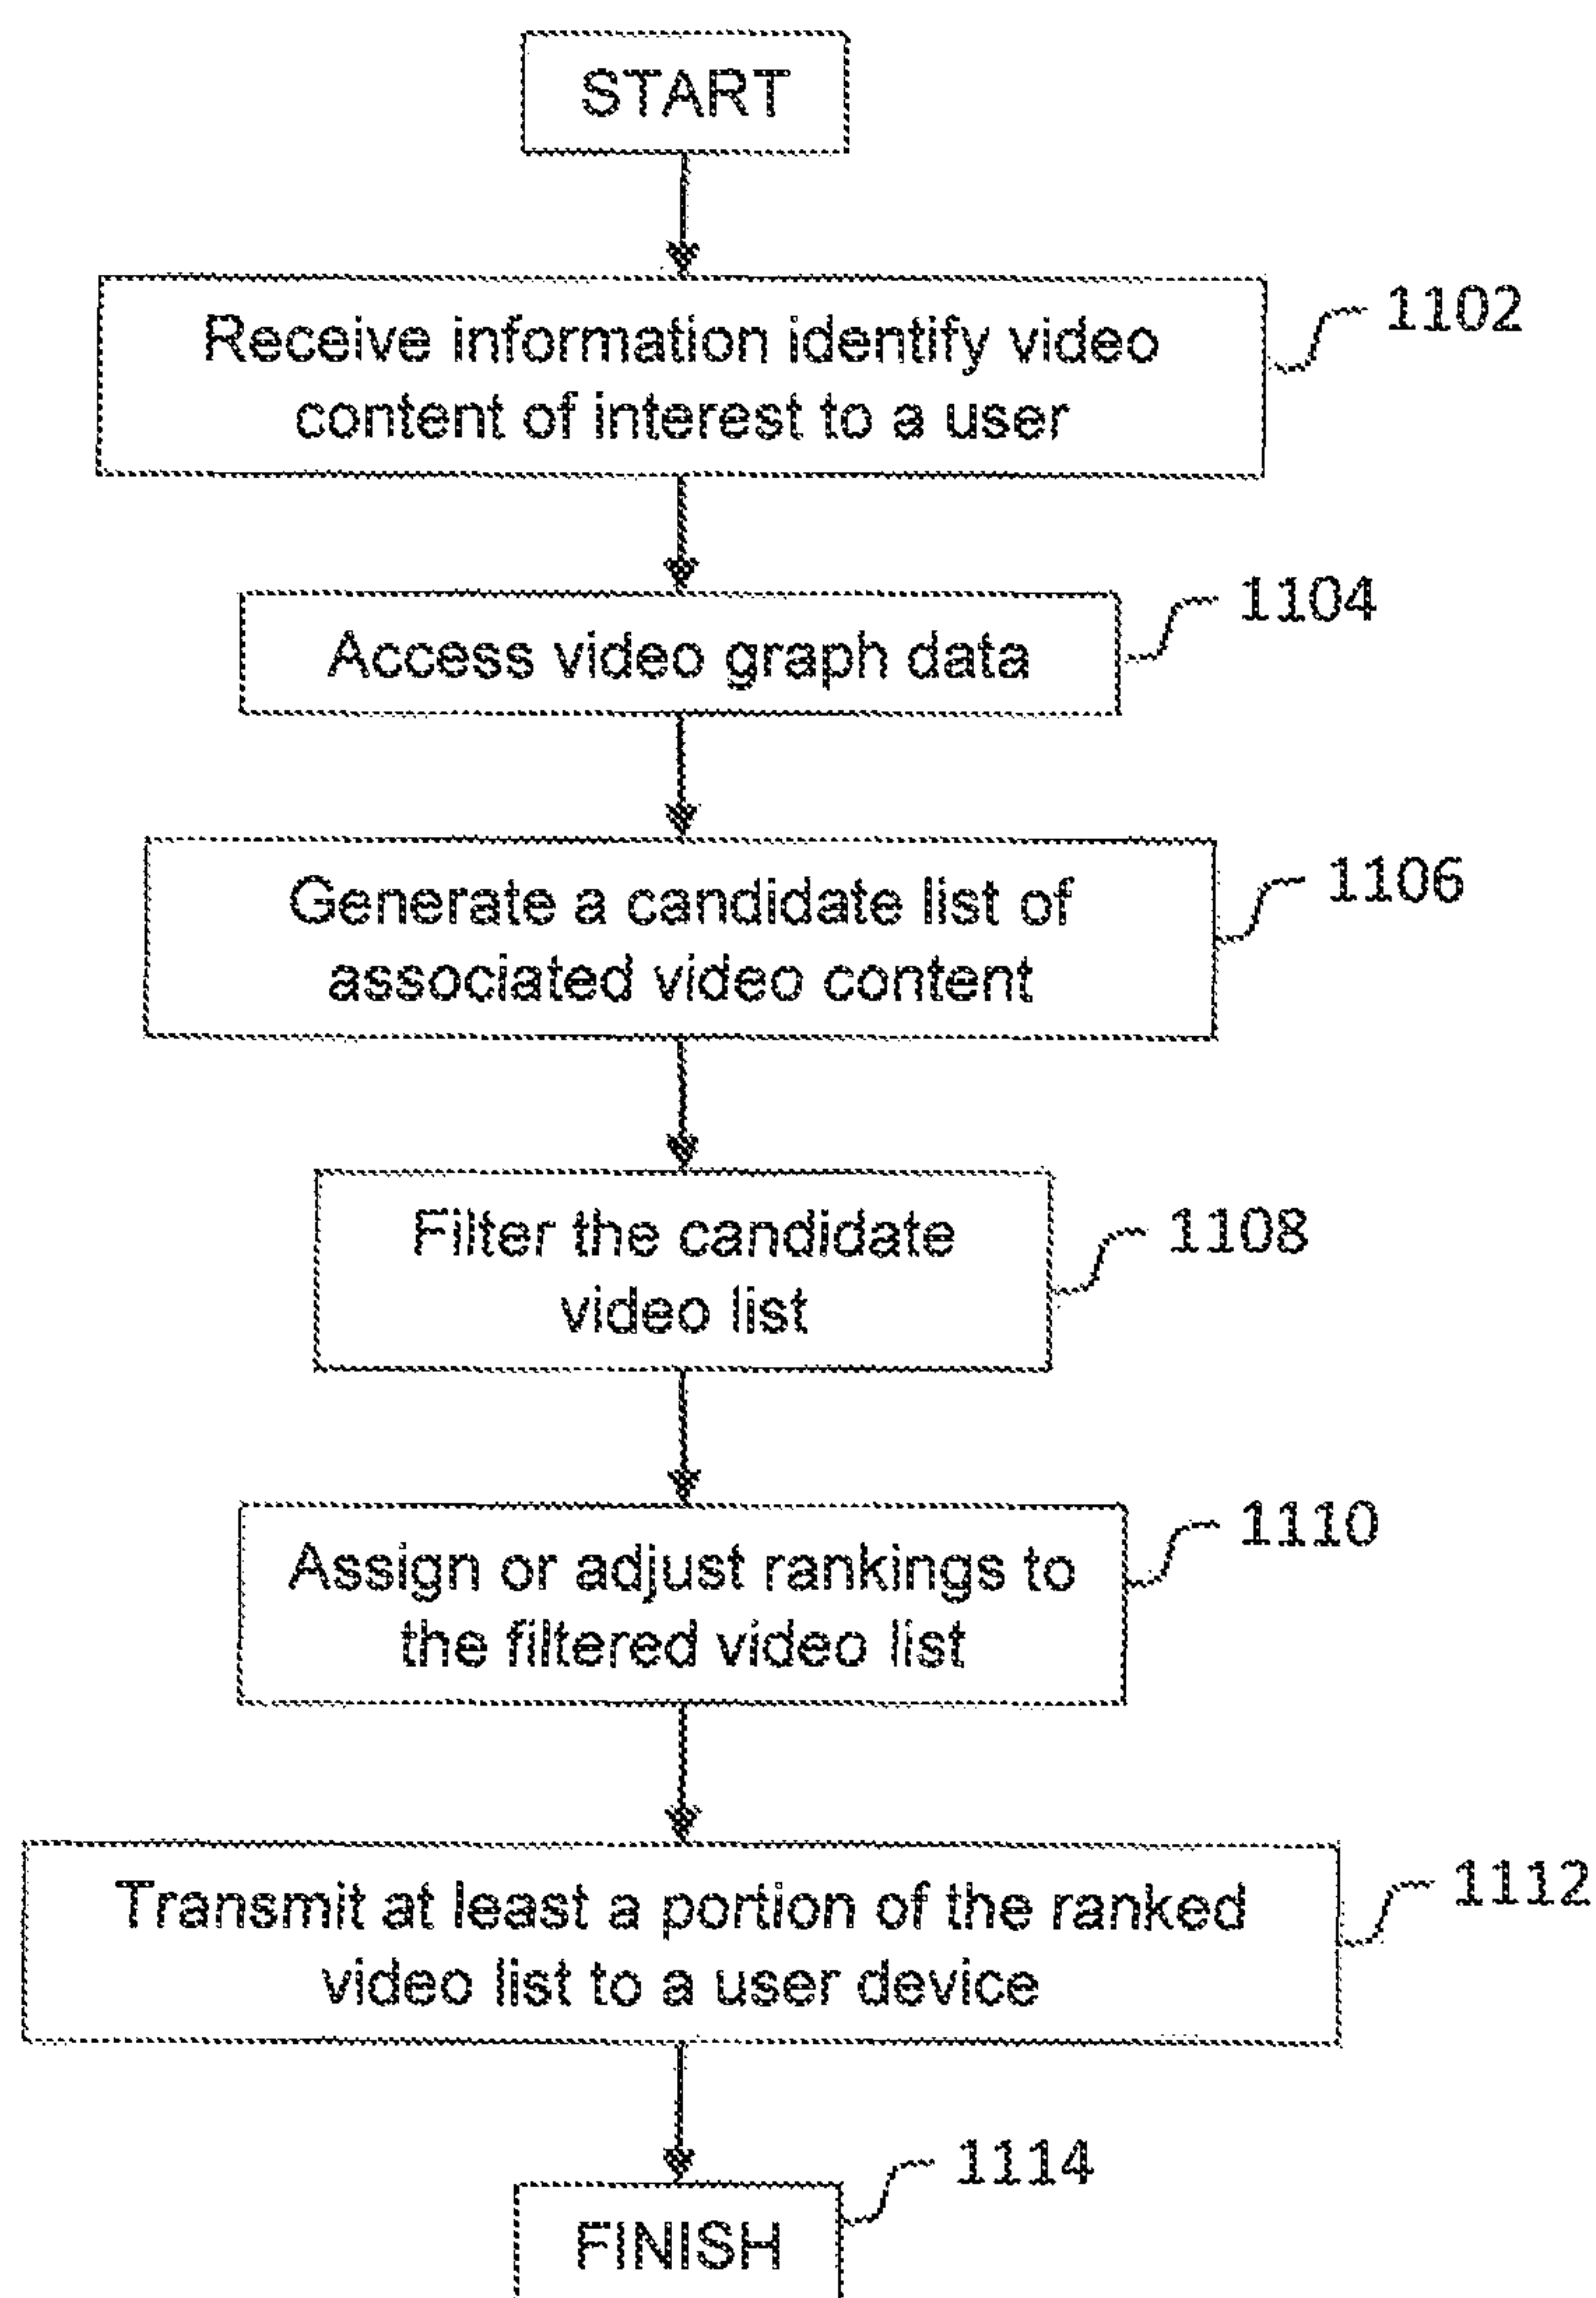 START
Receive information identify video
content of interest to a user
1102
Access video graph data
1104
Generate a candidate list of
associated video content
1106
Filter the candidate
video list
1108
Assign or adjust rankings to
the filtered video list
1110
Transmit at least a portion of the ranked
video list to a user device
1112
FINISH
1114